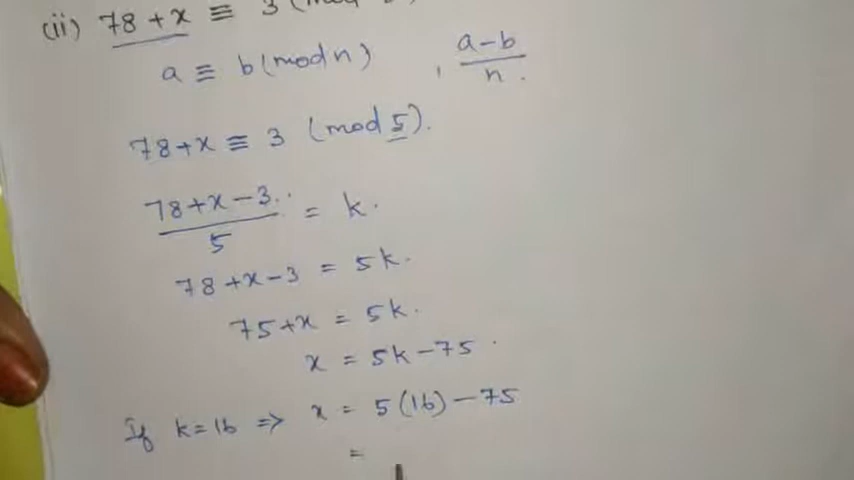 (ii) 78 + x ≡ 3 (mod
a ≡ b (mod n) , a-b/n.
78+x ≡ 3 (mod 5).
78+x-3../5 = k.
78+x-3 = 5k.
75+x = 5k.
x = 5k-75 .
If k=16 => x = 5(16)-75
=